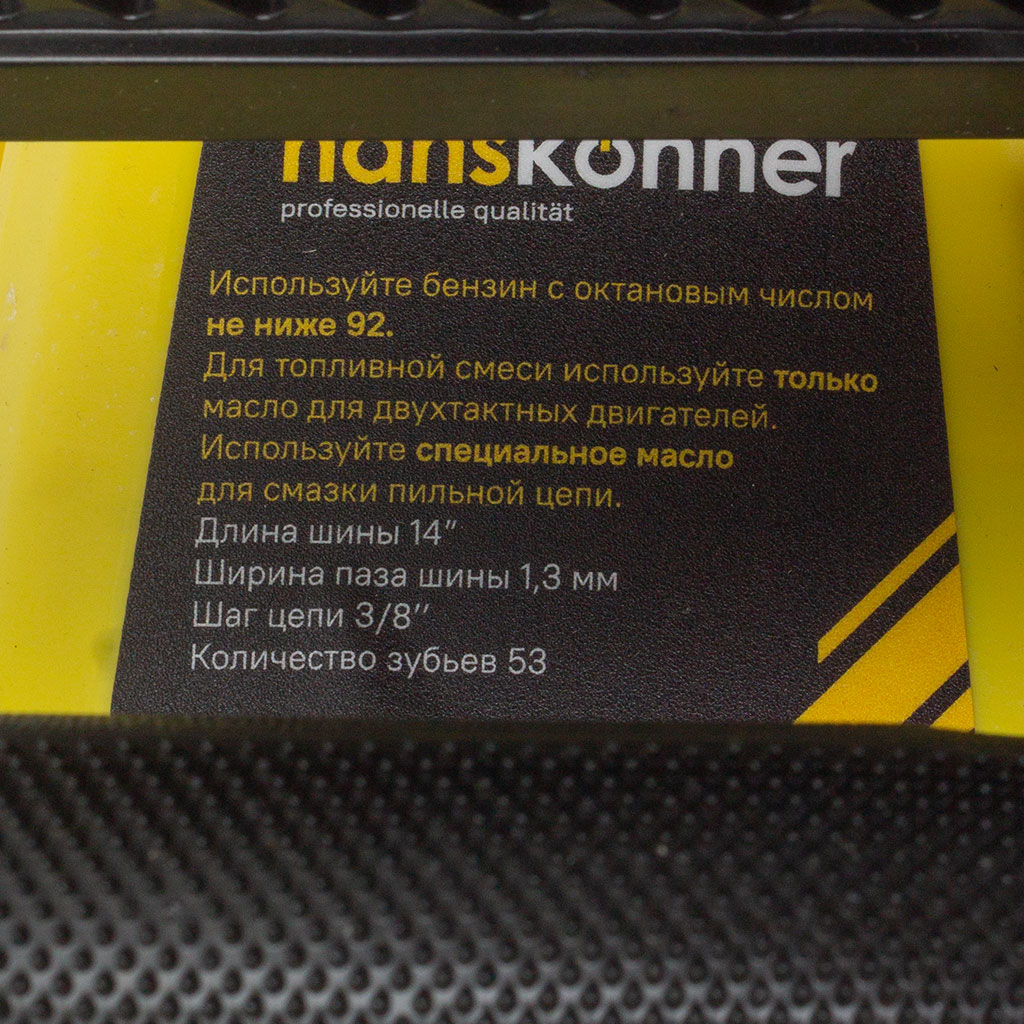 hanskönner
professionelle qualität
Используйте бензин с октановым числом
не ниже 92.
Для топливной смеси используйте только
масло для двухтактных двигателей.
Используйте специальное масло
для смазки пильной цепи.
Длина шины 14”
Ширина паза шины 1,3 мм
Шаг цепи 3/8’’
Количество зубьев 53